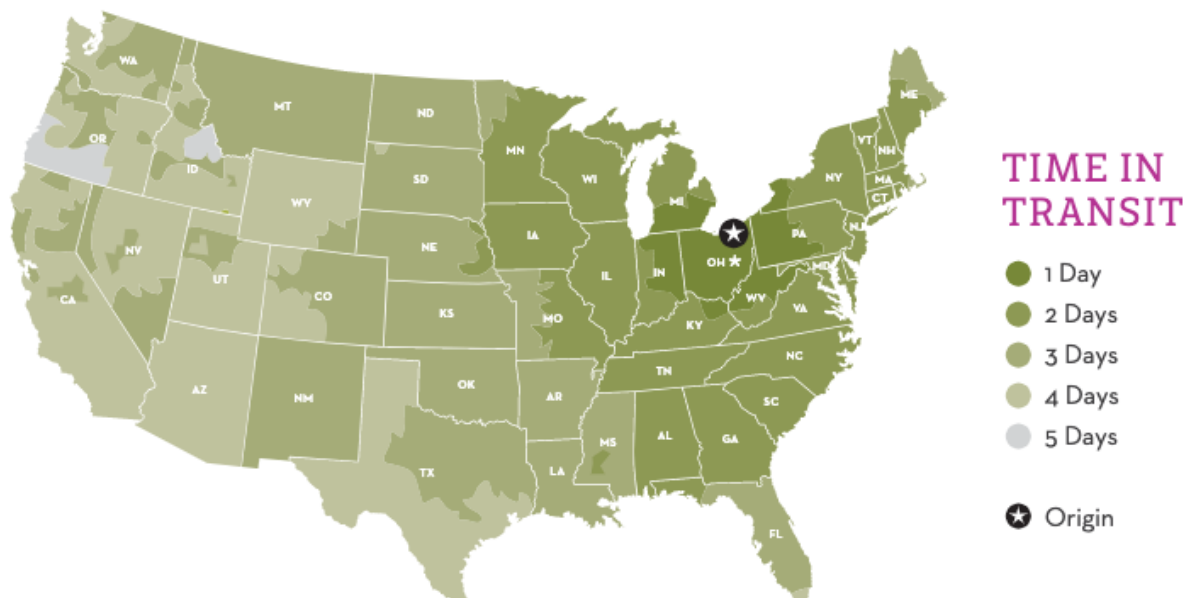 WA
MT
ND
ME
OR
ID
MN
VT
NH
SD
WI
NY
MA
WY
MI
CT
IA
NE
PA
NJ
NV
OH
UT
IL
IN
MD
CO
WV
CA
KS
MO
VA
KY
NC
TN
AZ
OK
NM
AR
SC
MS
AL
GA
TX
LA
FL
TIME IN
TRANSIT
1 Day
2 Days
3 Days
4 Days
5 Days
Origin